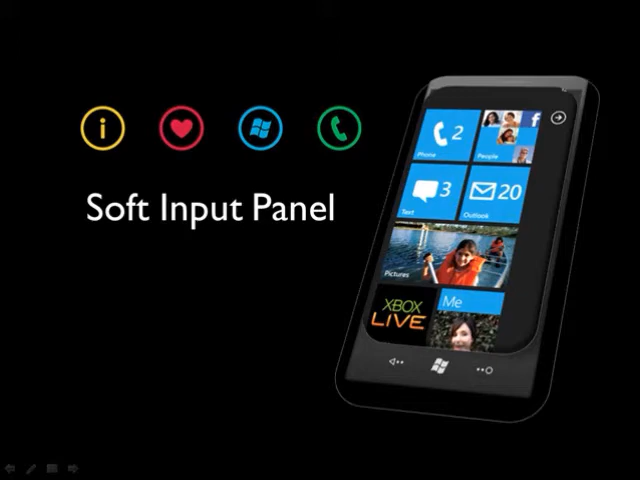 i
Soft Input Panel
2
Phone
f
People
3
Text
20
Outlook
Pictures
XBOX
LIVE
Me